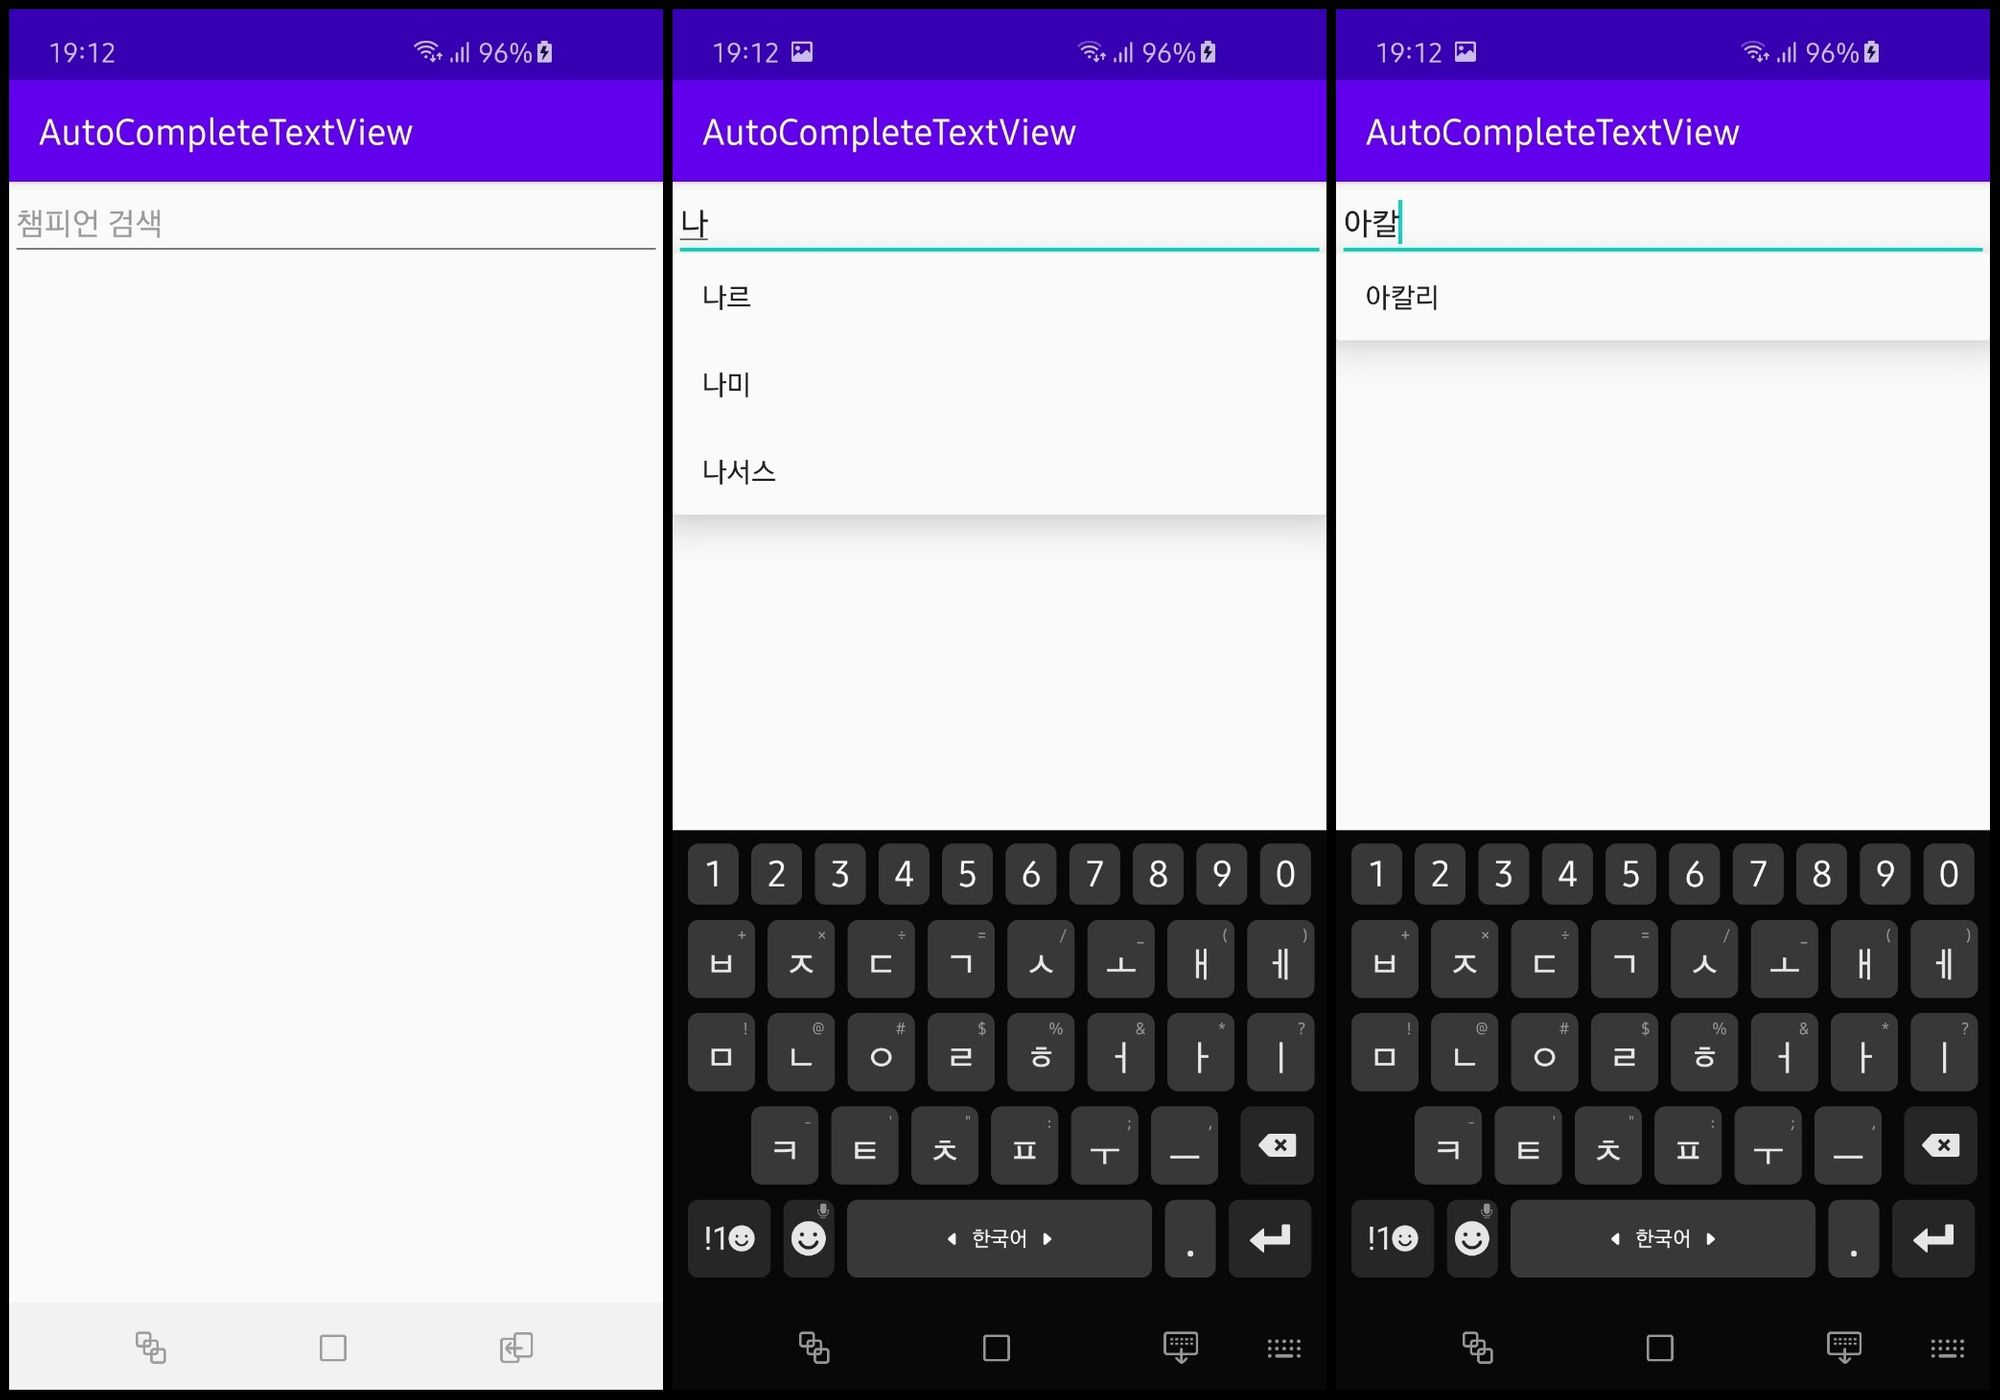 19:12 96%
AutoCompleteTextView
챔피언 검색
19:12 96%
AutoCompleteTextView
나
나르
나미
나서스
1 2 3 4 5 6 7 8 9 0
+ × ÷ = / _ ( )
ㅂ ㅈ ㄷ ㄱ ㅅ ㅗ ㅐ ㅔ
! @ # $ % & * ?
ㅁ ㄴ ㅇ ㄹ ㅎ ㅓ ㅏ ㅣ
- ' " : ; ,
ㅋ ㅌ ㅊ ㅍ ㅜ ㅡ
!1 한국어 .
19:12 96%
AutoCompleteTextView
아칼
아칼리
1 2 3 4 5 6 7 8 9 0
+ × ÷ = / _ ( )
ㅂ ㅈ ㄷ ㄱ ㅅ ㅗ ㅐ ㅔ
! @ # $ % & * ?
ㅁ ㄴ ㅇ ㄹ ㅎ ㅓ ㅏ ㅣ
- ' " : ; ,
ㅋ ㅌ ㅊ ㅍ ㅜ ㅡ
!1 한국어 .